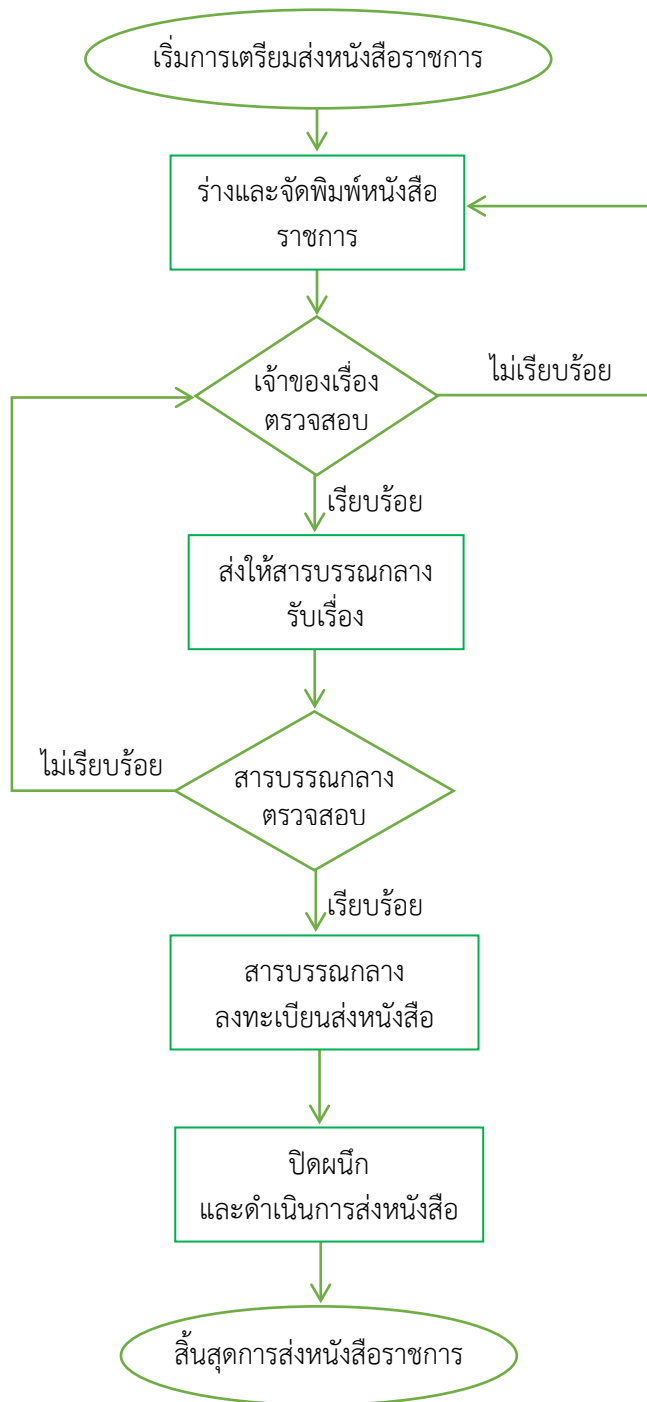 เริ่มการเตรียมส่งหนังสือราชการ
ร่างและจัดพิมพ์หนังสือ
ราชการ
เจ้าของเรื่อง
ตรวจสอบ
ไม่เรียบร้อย
เรียบร้อย
ส่งให้สารบรรณกลาง
รับเรื่อง
ไม่เรียบร้อย
สารบรรณกลาง
ตรวจสอบ
เรียบร้อย
สารบรรณกลาง
ลงทะเบียนส่งหนังสือ
ปิดผนึก
และดำเนินการส่งหนังสือ
สิ้นสุดการส่งหนังสือราชการ